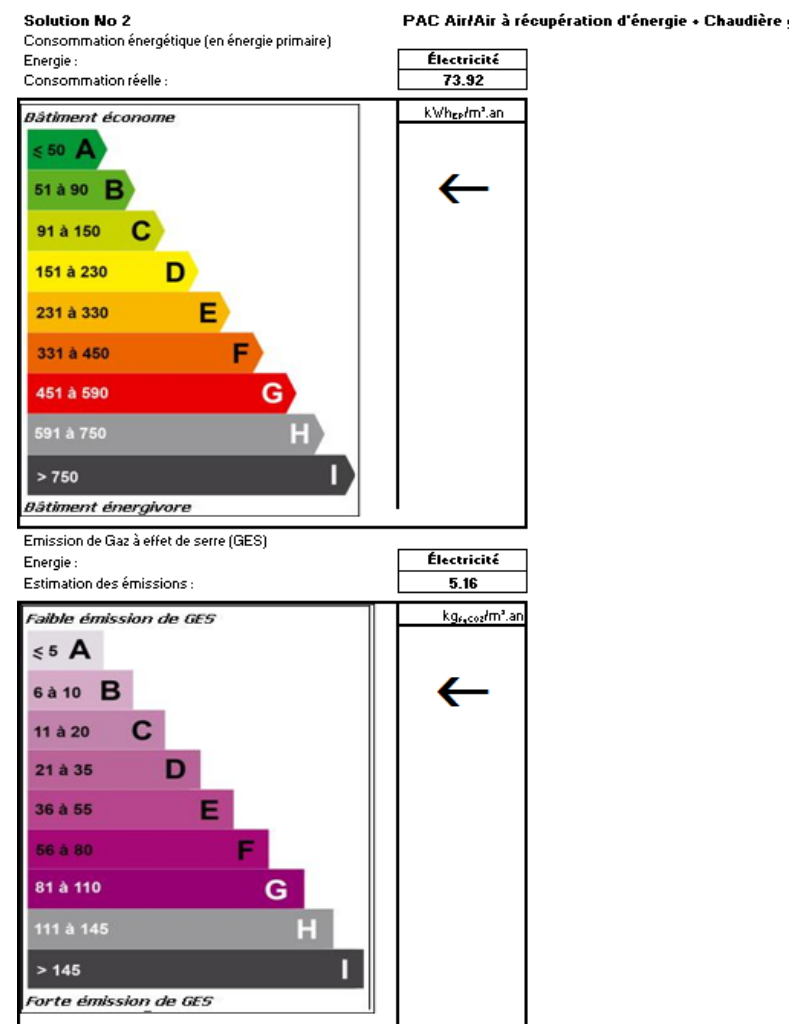 Solution No 2 PAC Air/Air à récupération d'énergie + Chaudière
Consommation énergétique (en énergie primaire)
Energie : Électricité
Consommation réelle : 73.92
Bâtiment économe kWhEP/m².an
≤ 50 A
51 à 90 B ←
91 à 150 C
151 à 230 D
231 à 330 E
331 à 450 F
451 à 590 G
591 à 750 H
> 750 I
Bâtiment énergivore
Emission de Gaz à effet de serre (GES)
Energie : Électricité
Estimation des émissions : 5.16
Faible émission de GES kgéqCO2/m².an
≤ 5 A
6 à 10 B ←
11 à 20 C
21 à 35 D
36 à 55 E
56 à 80 F
81 à 110 G
111 à 145 H
> 145 I
Forte émission de GES